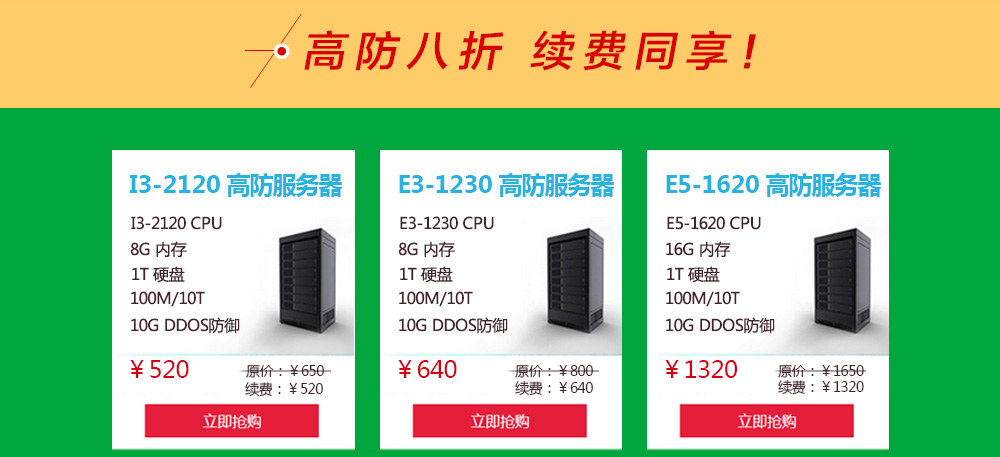 高防八折 续费同享!
I3-2120 高防服务器
I3-2120 CPU
8G 内存
1T 硬盘
100M/10T
10G DDOS防御
￥520
原价：￥650
续费：￥520
立即抢购
E3-1230 高防服务器
E3-1230 CPU
8G 内存
1T 硬盘
100M/10T
10G DDOS防御
￥640
原价：￥800
续费：￥640
立即抢购
E5-1620 高防服务器
E5-1620 CPU
16G 内存
1T 硬盘
100M/10T
10G DDOS防御
￥1320
原价：￥1650
续费：￥1320
立即抢购